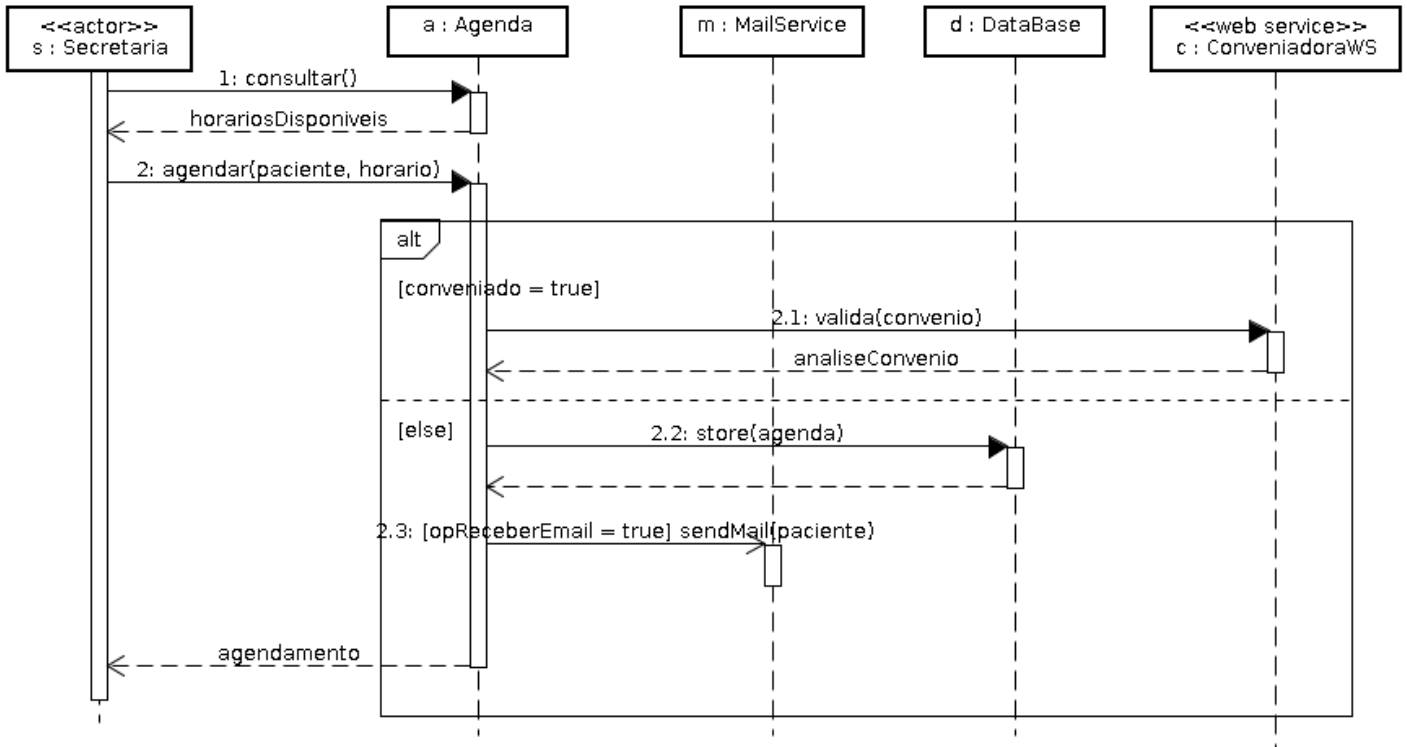 <<actor>>
s : Secretaria
a : Agenda
m : MailService
d : DataBase
<<web service>>
c : ConveniadoraWS
1: consultar()
horariosDisponiveis
2: agendar(paciente, horario)
alt
[conveniado = true]
2.1: valida(convenio)
analiseConvenio
[else]
2.2: store(agenda)
2.3: [opReceberEmail = true] sendMail(paciente)
agendamento